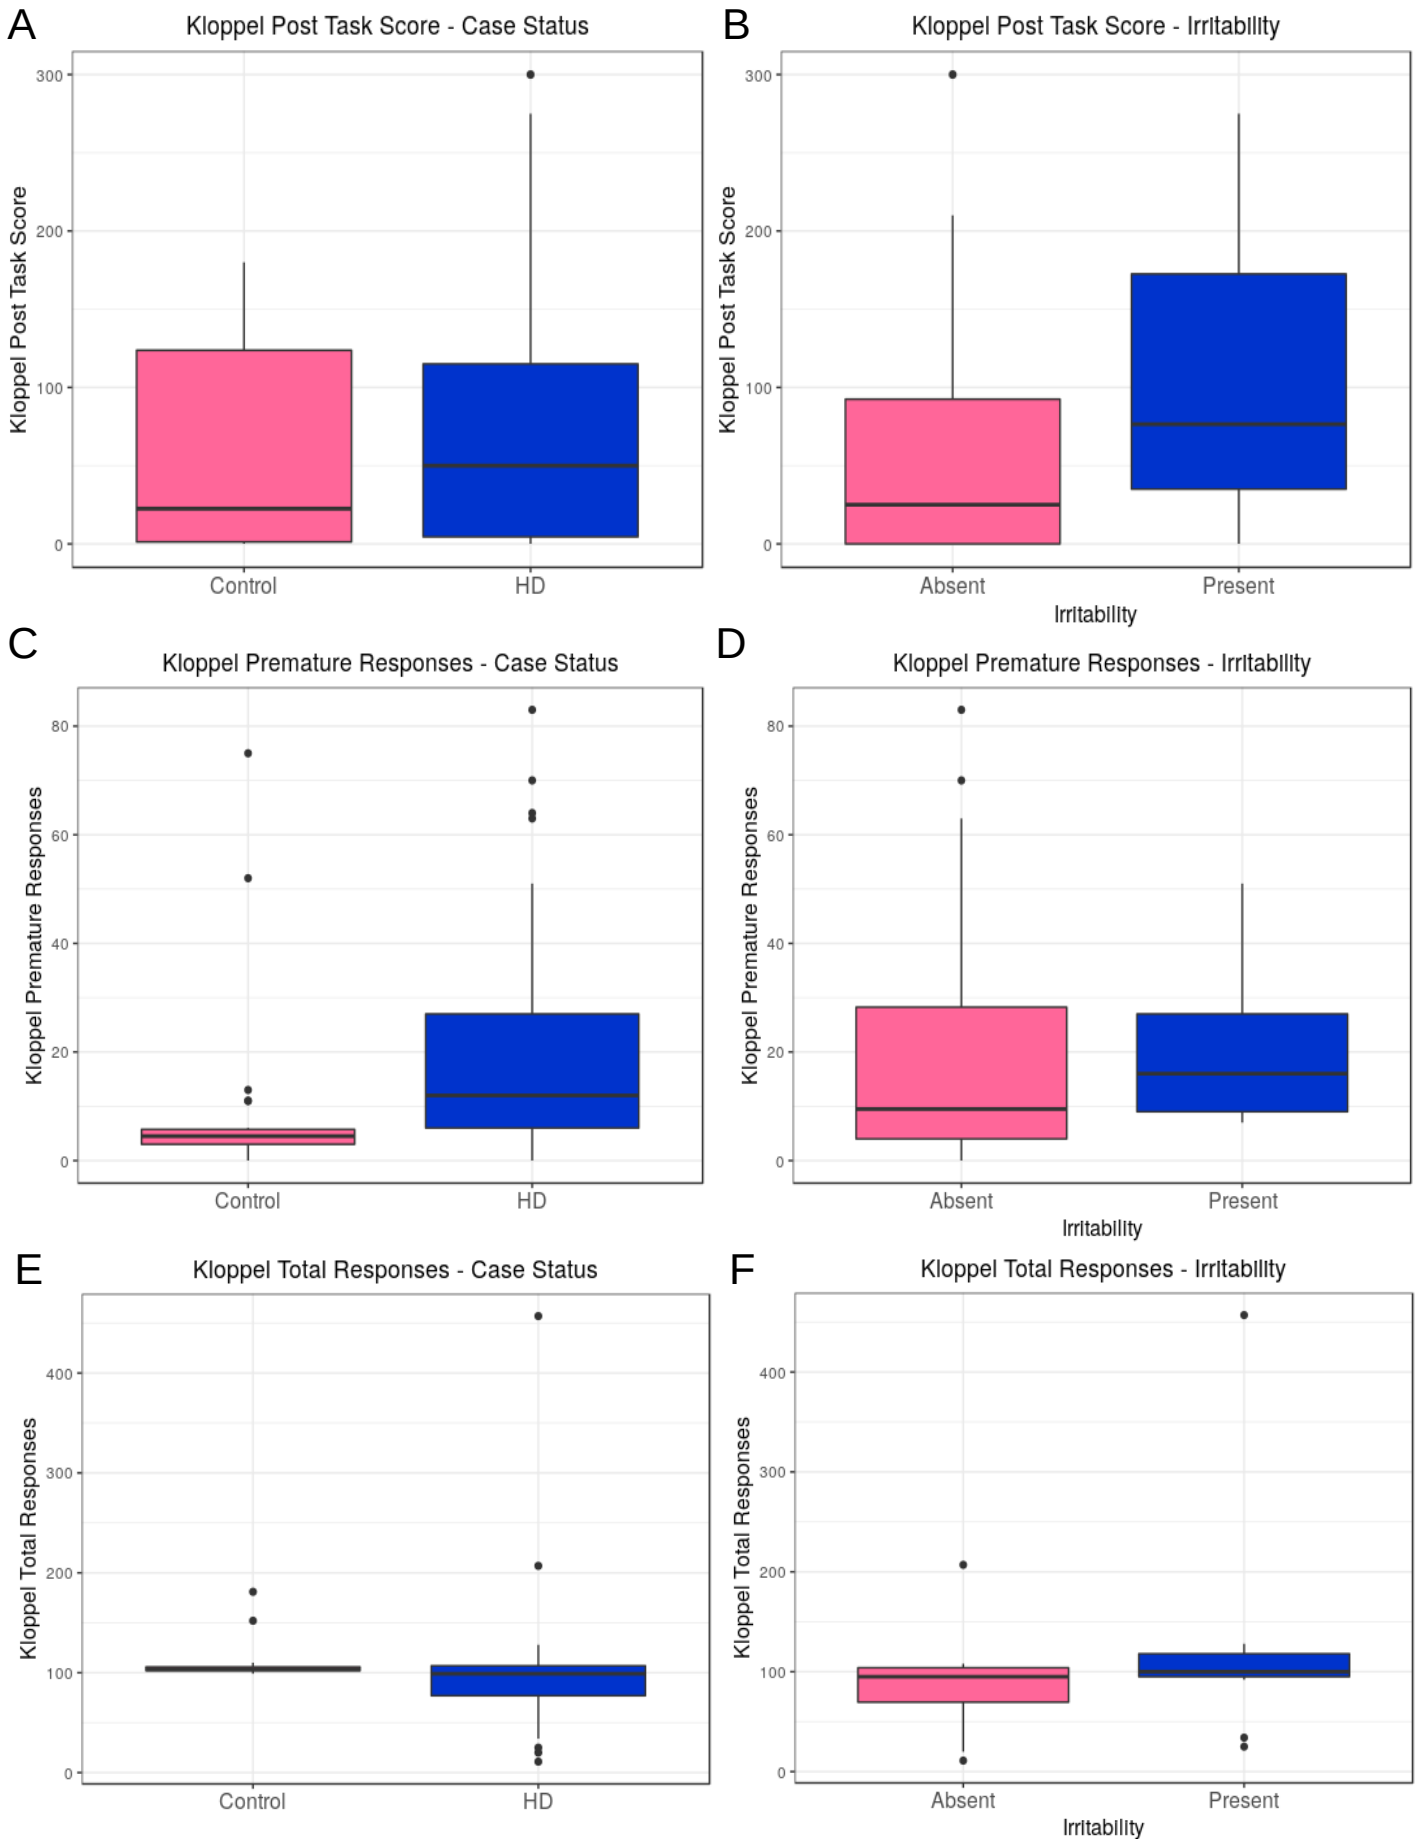 A
Kloppel Post Task Score - Case Status
Kloppel Post Task Score
300
200
100
0
Control
HD
B
Kloppel Post Task Score - Irritability
Kloppel Post Task Score
300
200
100
0
Absent
Present
Irritability
C
Kloppel Premature Responses - Case Status
Kloppel Premature Responses
80
60
40
20
0
Control
HD
D
Kloppel Premature Responses - Irritability
Kloppel Premature Responses
80
60
40
20
0
Absent
Present
Irritability
E
Kloppel Total Responses - Case Status
Kloppel Total Responses
400
300
200
100
0
Control
HD
F
Kloppel Total Responses - Irritability
Kloppel Total Responses
400
300
200
100
0
Absent
Present
Irritability